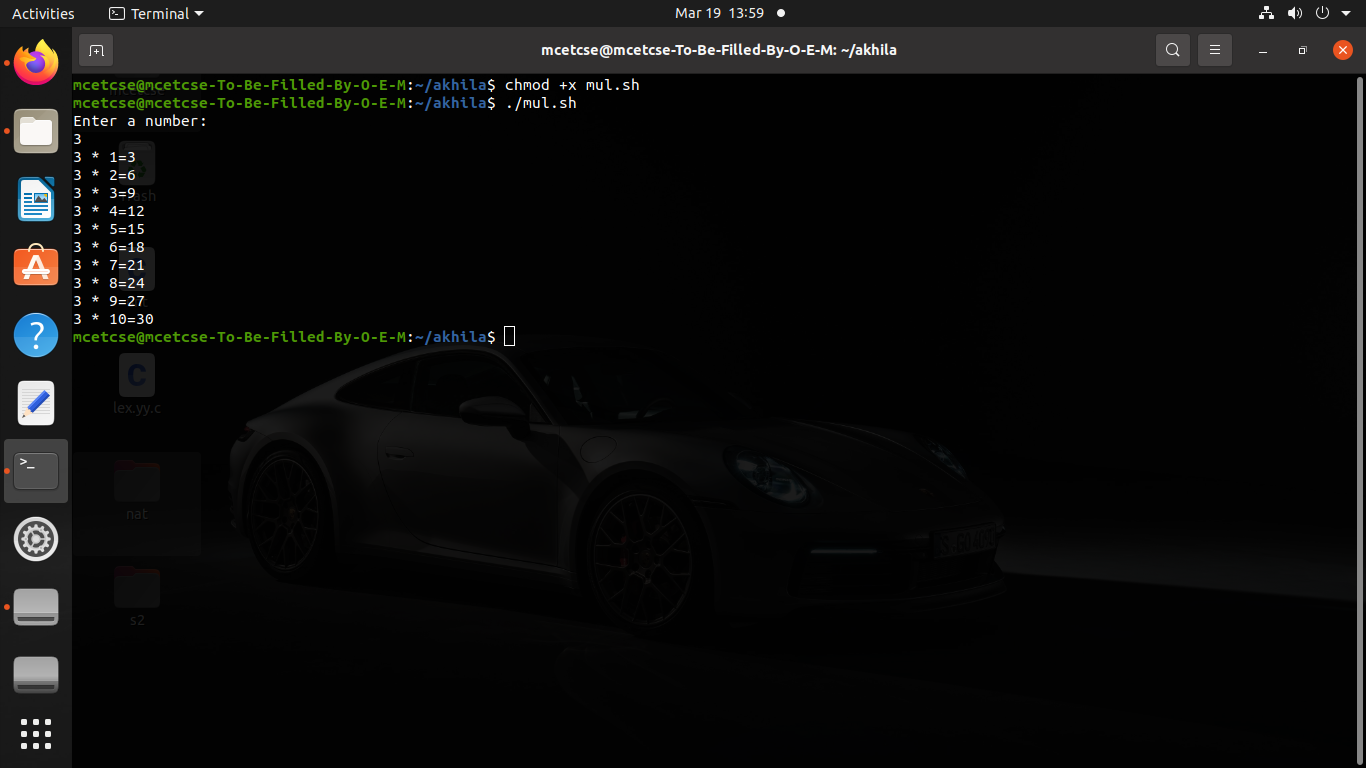 Activities
Terminal
Mar 19 13:59
mcetcse@mcetcse-To-Be-Filled-By-O-E-M: ~/akhila
mcetcse@mcetcse-To-Be-Filled-By-O-E-M:~/akhila$ chmod +x mul.sh
mcetcse@mcetcse-To-Be-Filled-By-O-E-M:~/akhila$ ./mul.sh
Enter a number:
3
3 * 1=3
3 * 2=6
3 * 3=9
3 * 4=12
3 * 5=15
3 * 6=18
3 * 7=21
3 * 8=24
3 * 9=27
3 * 10=30
mcetcse@mcetcse-To-Be-Filled-By-O-E-M:~/akhila$
C
lex.yy.c
nat
s2